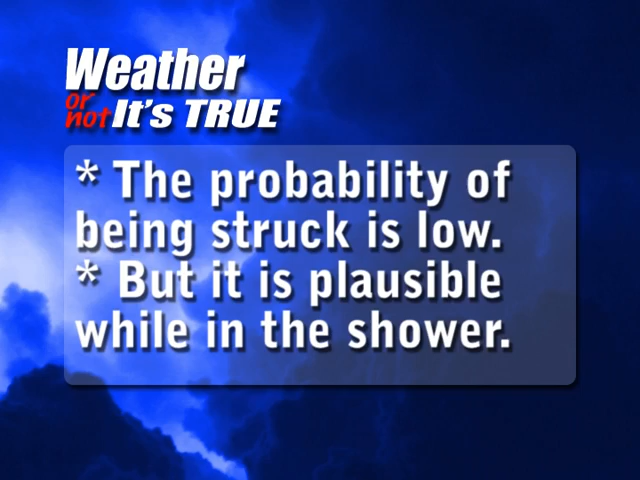 Weather
or
not It's TRUE
* The probability of
being struck is low.
* But it is plausible
while in the shower.